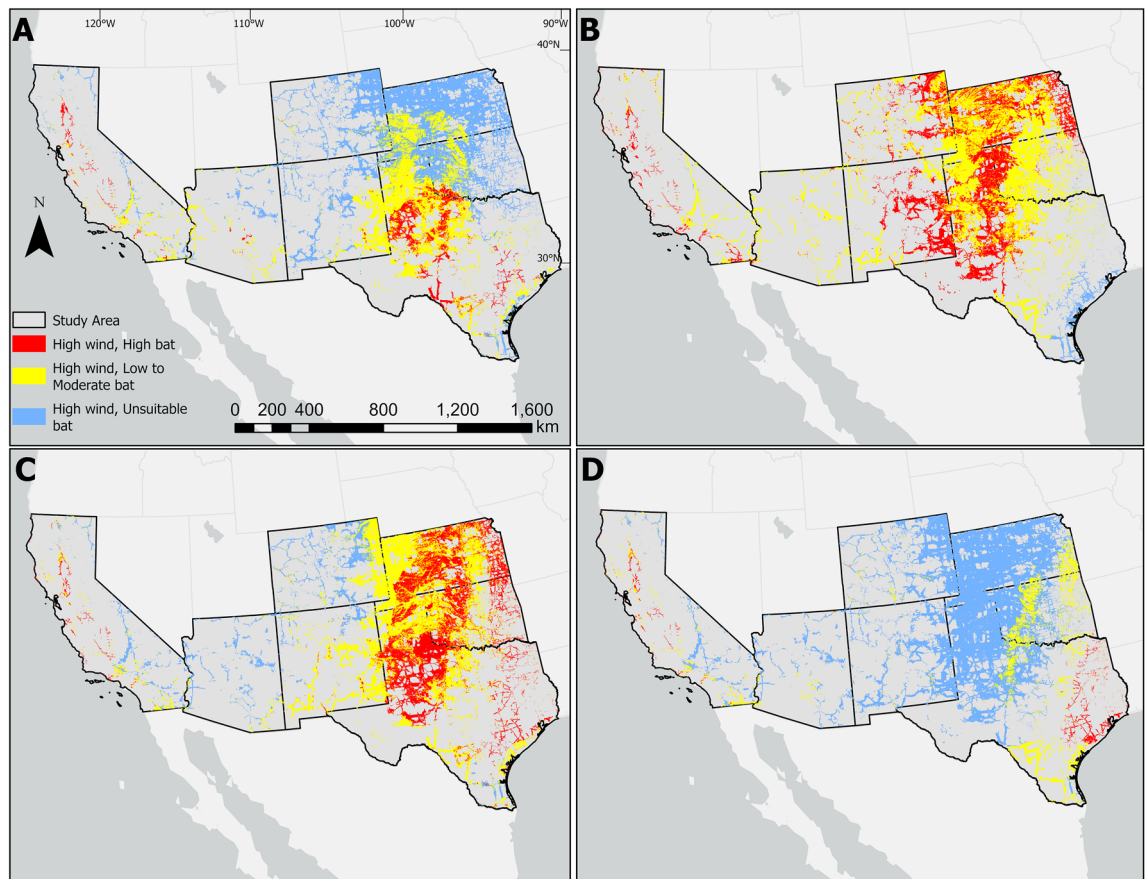 A
120°W
110°W
100°W
90°W
40°N
B
N
30°N
Study Area
High wind, High bat
High wind, Low to
Moderate bat
High wind, Unsuitable
bat
0 200 400 800 1,200 1,600
km
C
D